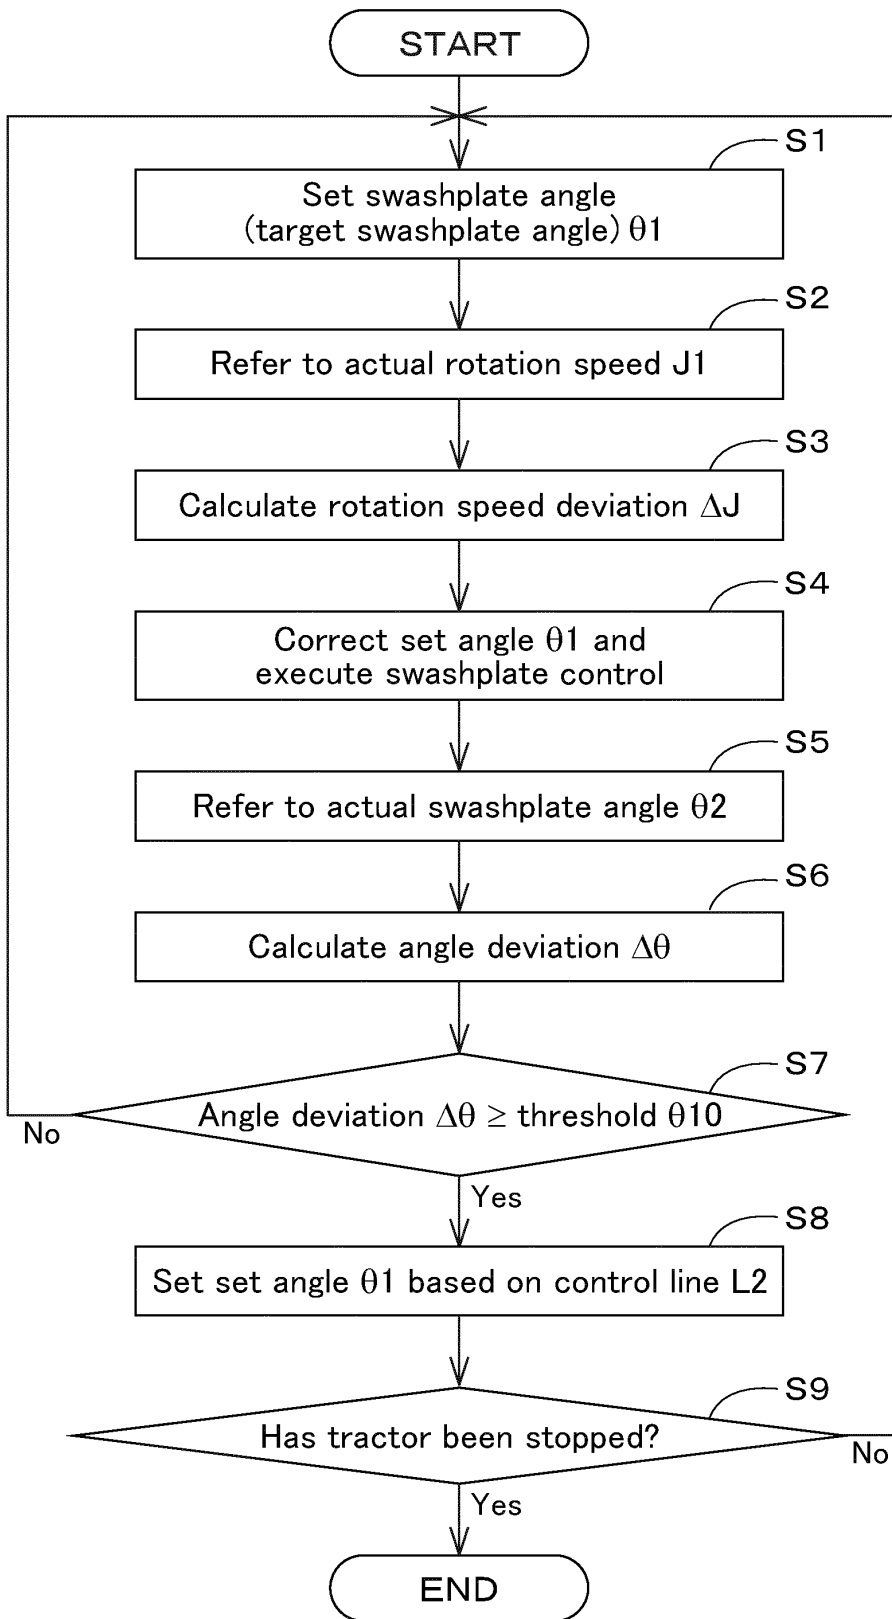 START
S1
Set swashplate angle
(target swashplate angle) θ1
S2
Refer to actual rotation speed J1
S3
Calculate rotation speed deviation ΔJ
S4
Correct set angle θ1 and
execute swashplate control
S5
Refer to actual swashplate angle θ2
S6
Calculate angle deviation Δθ
S7
Angle deviation Δθ ≥ threshold θ10
No
Yes
S8
Set set angle θ1 based on control line L2
S9
Has tractor been stopped?
No
Yes
END